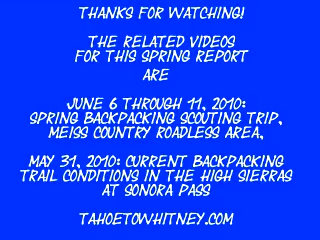 THANKS FOR WATCHING!
THE RELATED VIDEOS
FOR THIS SPRING REPORT
ARE
JUNE 6 THROUGH 11, 2010:
SPRING BACKPACKING SCOUTING TRIP,
MEISS COUNTRY ROADLESS AREA,
MAY 31, 2010: CURRENT BACKPACKING
TRAIL CONDITIONS IN THE HIGH SIERRAS
AT SONORA PASS
TAHOETOWHITNEY.COM